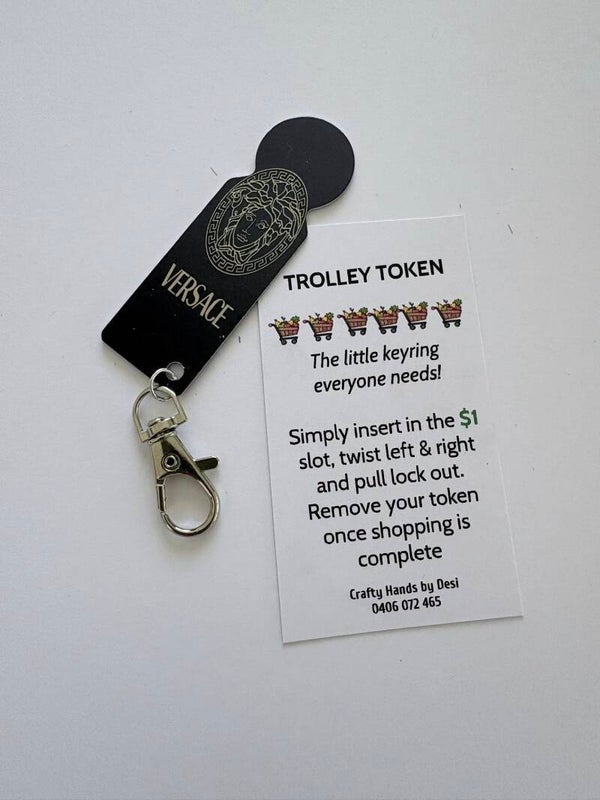 VERSACE
TROLLEY TOKEN
The little keyring
everyone needs!
Simply insert in the $1
slot, twist left & right
and pull lock out.
Remove your token
once shopping is
complete
Crafty Hands by Desi
0406 072 465